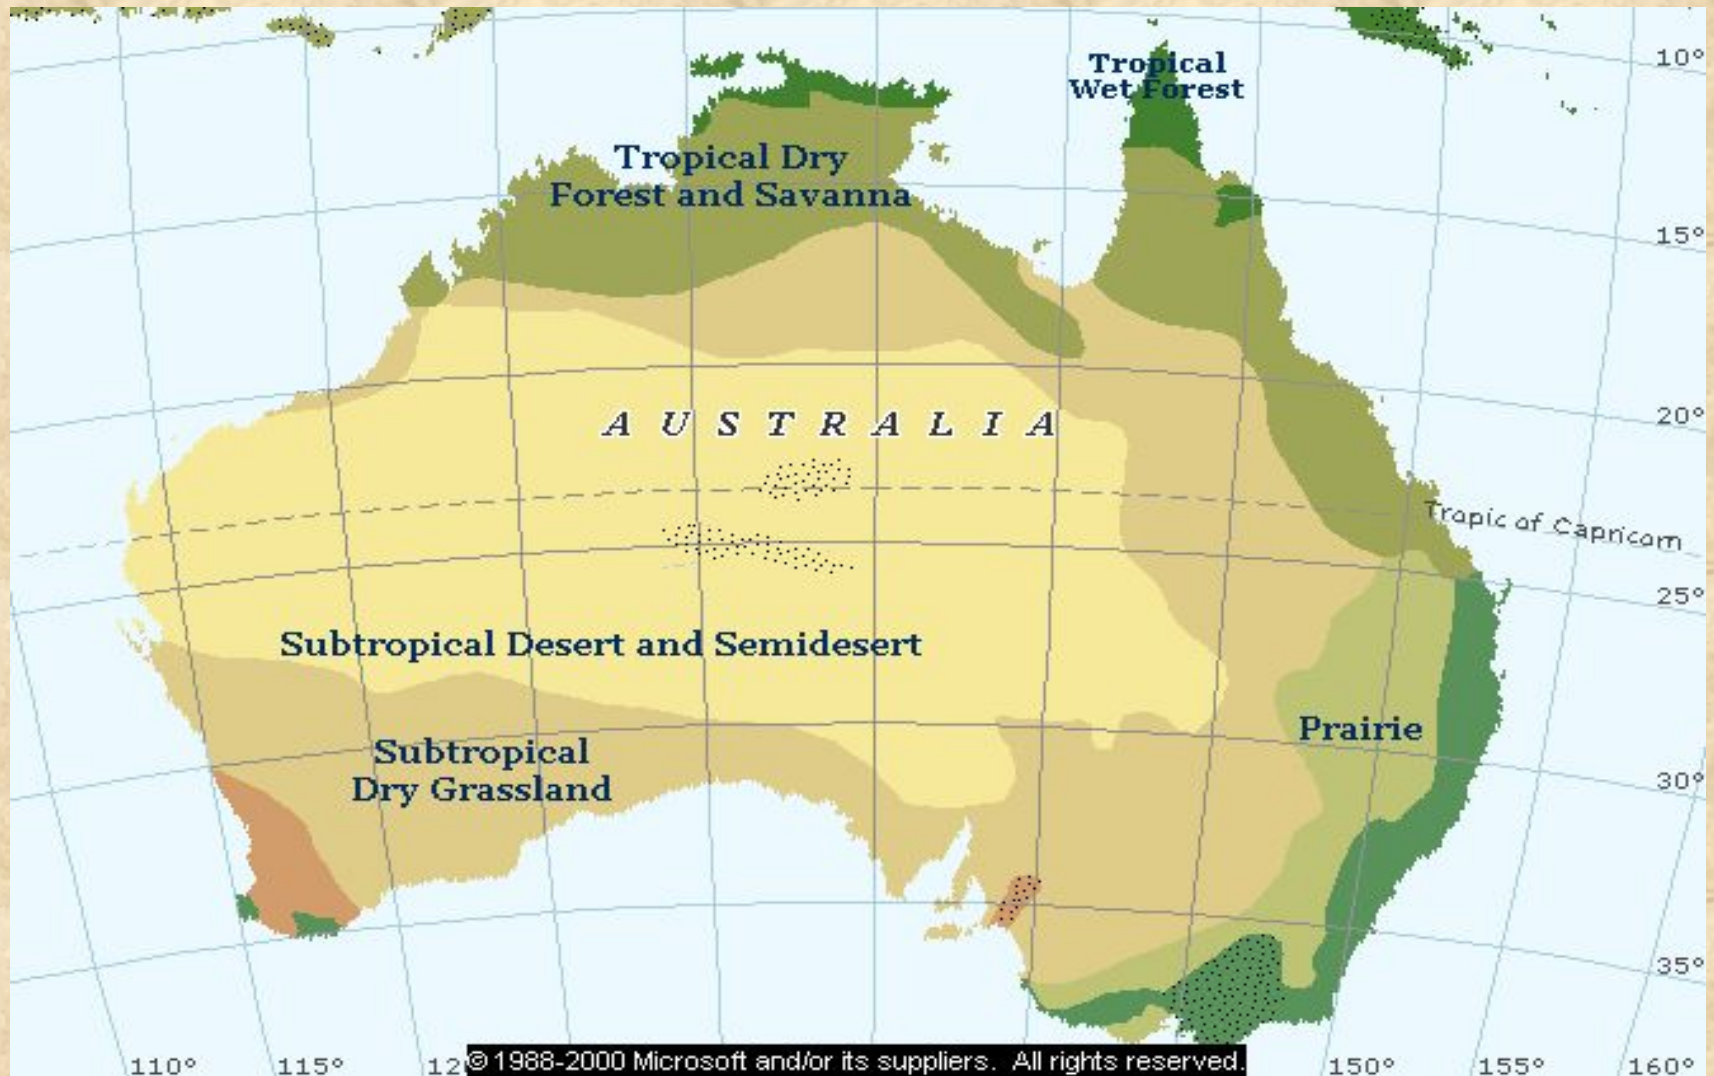 Tropical
Wet Forest
10°
Tropical Dry
Forest and Savanna
15°
AUSTRALIA
20°
Tropic of Capricorn
25°
Subtropical Desert and Semidesert
Prairie
Subtropical
Dry Grassland
30°
35°
110° 115° 12
© 1988-2000 Microsoft and/or its suppliers. All rights reserved.
150° 155° 160°